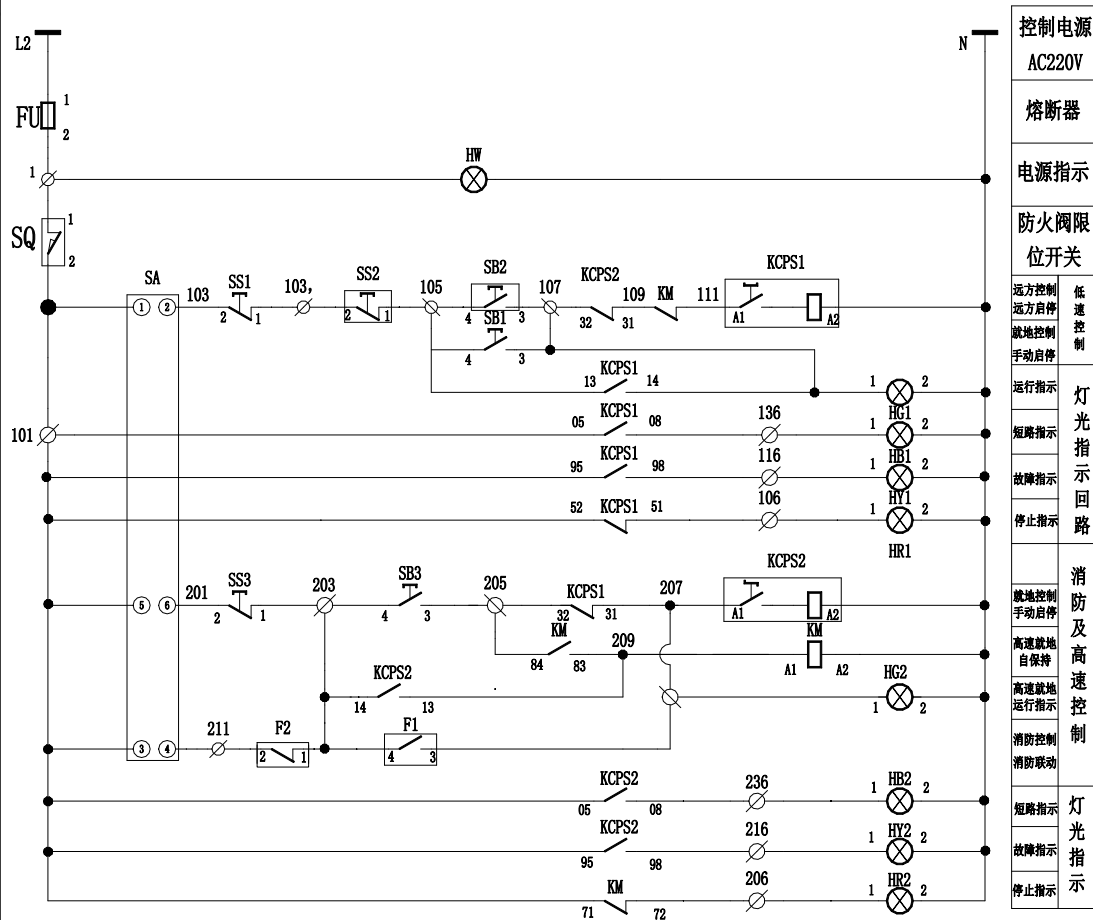 L2
N
控制电源
AC220V
FU
1
2
熔断器
1
HW
电源指示
SQ
1
2
防火阀限
位开关
SA
1
2
103
SS1
2
1
103,
SS2
2
1
105
SB2
4
3
SB1
4
3
107
KCPS2
32
31
109
KM
111
KCPS1
A1
A2
远方控制
远方启停
就地控制
手动启停
低速控制
KCPS1
13
14
1
2
HG1
运行指示
101
KCPS1
05
08
136
1
2
HB1
短路指示
KCPS1
95
98
116
1
2
HY1
故障指示
KCPS1
52
51
106
1
2
HR1
停止指示
灯光指示回路
5
6
201
SS3
2
1
203
SB3
4
3
205
KCPS1
32
31
207
KCPS2
A1
A2
就地控制
手动启停
KM
84
83
209
KM
A1
A2
高速就地
自保持
KCPS2
14
13
HG2
1
2
高速就地
运行指示
3
4
211
F2
2
1
F1
4
3
消防控制
消防联动
消防及高速控制
KCPS2
05
08
236
HB2
1
2
短路指示
KCPS2
95
98
216
HY2
1
2
故障指示
KM
71
72
206
HR2
1
2
停止指示
灯光指示